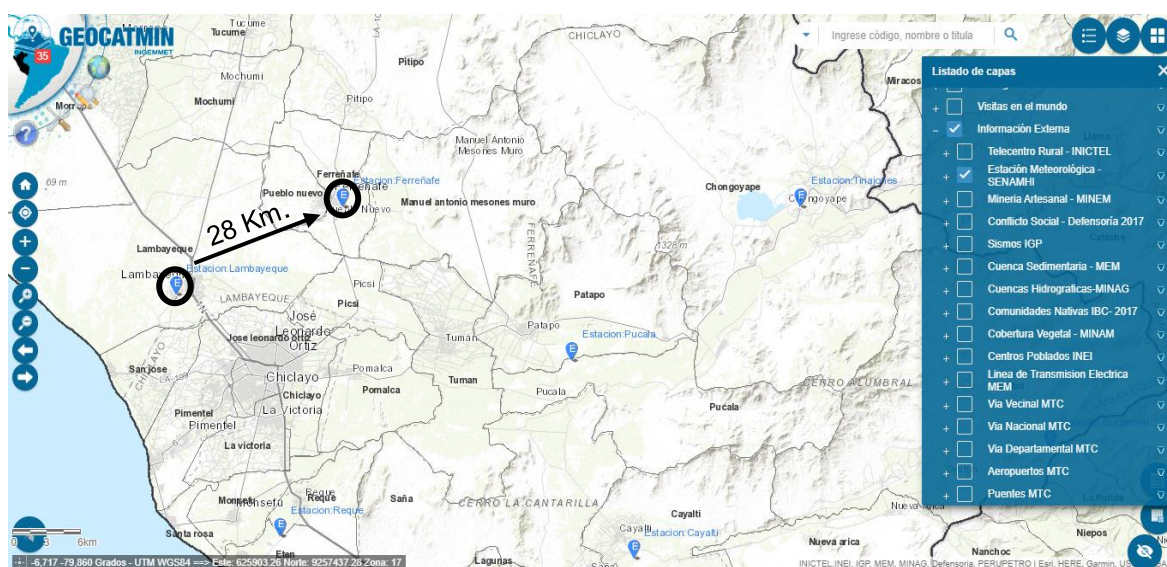 GEOCATMIN
INGEMMET
35
Tucume
Tucume
CHICLAYO
Ingrese código, nombre o titula
Pitipo
Mochumi
Mochumi
Pitipo
Miracos
Manuel Antonio
Mesones Muro
69 m
Ferreñafe
Estacion:Ferreñafe
Ferreñafe
Pueblo nuevo
Pueblo Nuevo
Manuel antonio mesones muro
Chongoyape
Estacion:Tinajones
Chongoyape
28 Km.
FERREÑAFE
1328 m
Lambayeque
Estacion:Lambayeque
Lambayeque
LAMBAYEQUE
Picsi
Picsi
Patapo
José
Leonardo
Ortiz
Jose leonardo ortiz
Tuman
Patapo
Estacion:Pucala
San jose
CHICLAYO
Chiclayo
Chiclayo
Pomalca
Pomalca
Tuman
Pucala
Pucala
CERRO ALUMBRAL
Pimentel
Pimentel
La Victoria
La victoria
Monsefú
Reque
Reque
Estacion:Reque
Saña
CERRO LA CANTARILLA
Cayalti
Cayalti
Estacion:Cayalti
Santa rosa
Eten
Lagunas
Nueva arica
Nueva arica
Niepos
Nanchoc
La florida
6km
-6,717 -79,860 Grados - UTM WGS84 ==> Este: 625903.26 Norte: 9257437.28 Zona: 17
INICTEL, INEI, IGP, MEM, MINAG, Defensoria, PERUPETRO | Esri, HERE, Garmin,
Listado de capas
Visitas en el mundo
Información Externa
Telecentro Rural - INICTEL
Estación Meteorológica -
SENAMHI
Mineria Artesanal - MINEM
Conflicto Social - Defensoría 2017
Sismos IGP
Cuenca Sedimentaria - MEM
Cuencas Hidrograficas-MINAG
Comunidades Nativas IBC- 2017
Cobertura Vegetal - MINAM
Centros Poblados INEI
Linea de Transmision Electrica
MEM
Via Vecinal MTC
Via Nacional MTC
Via Departamental MTC
Aeropuertos MTC
Puentes MTC